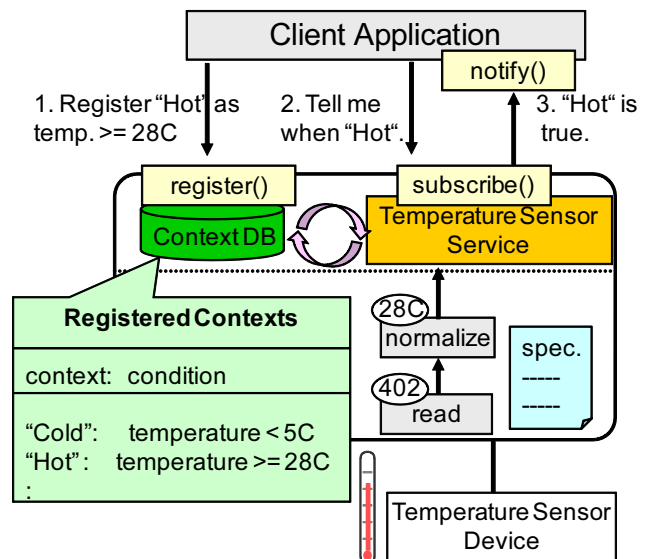 Client Application
notify()
1. Register “Hot” as
temp. >= 28C
2. Tell me
when “Hot“.
3. “Hot“ is
true.
register()
subscribe()
Context DB
Temperature Sensor
Service
Registered Contexts
context: condition
“Cold”: temperature < 5C
“Hot” : temperature >= 28C
:
28C
normalize
402
read
spec.
-----
-----
Temperature Sensor
Device